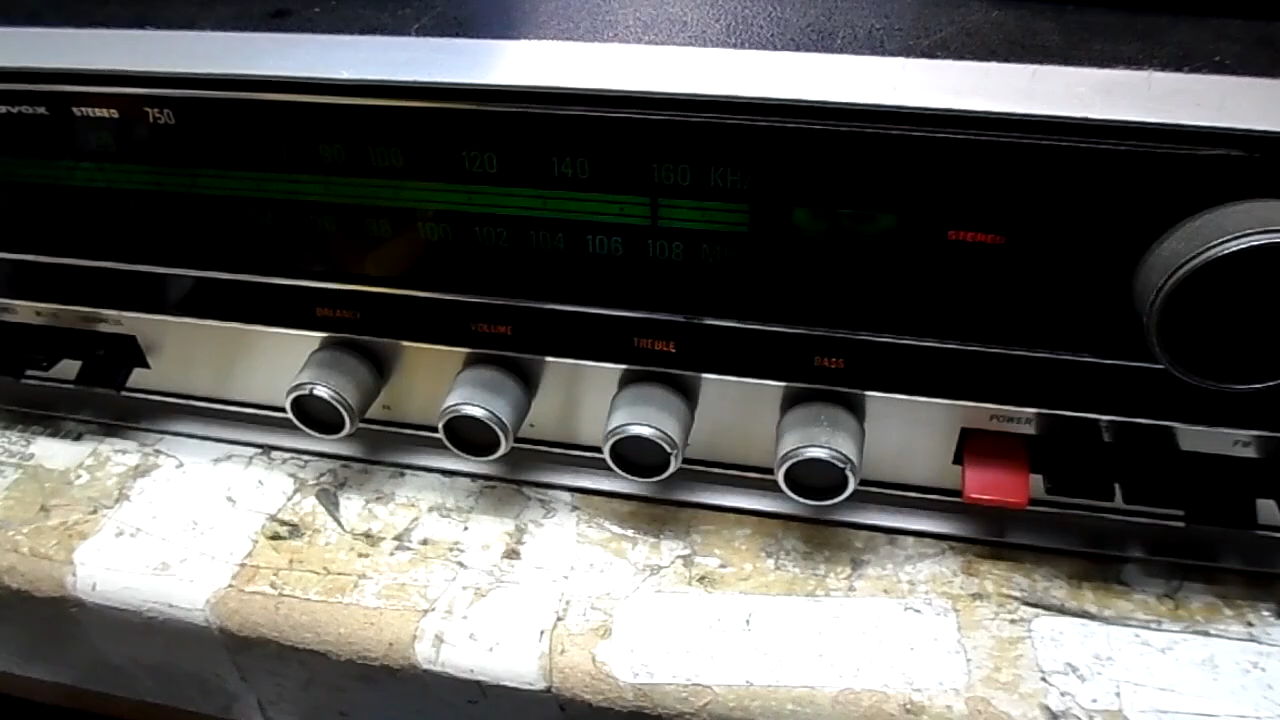 STEREO 750
90 100 120 140 160 KHz
98 100 102 104 106 108
STEREO
BALANCE VOLUME TREBLE BASS
POWER
FM